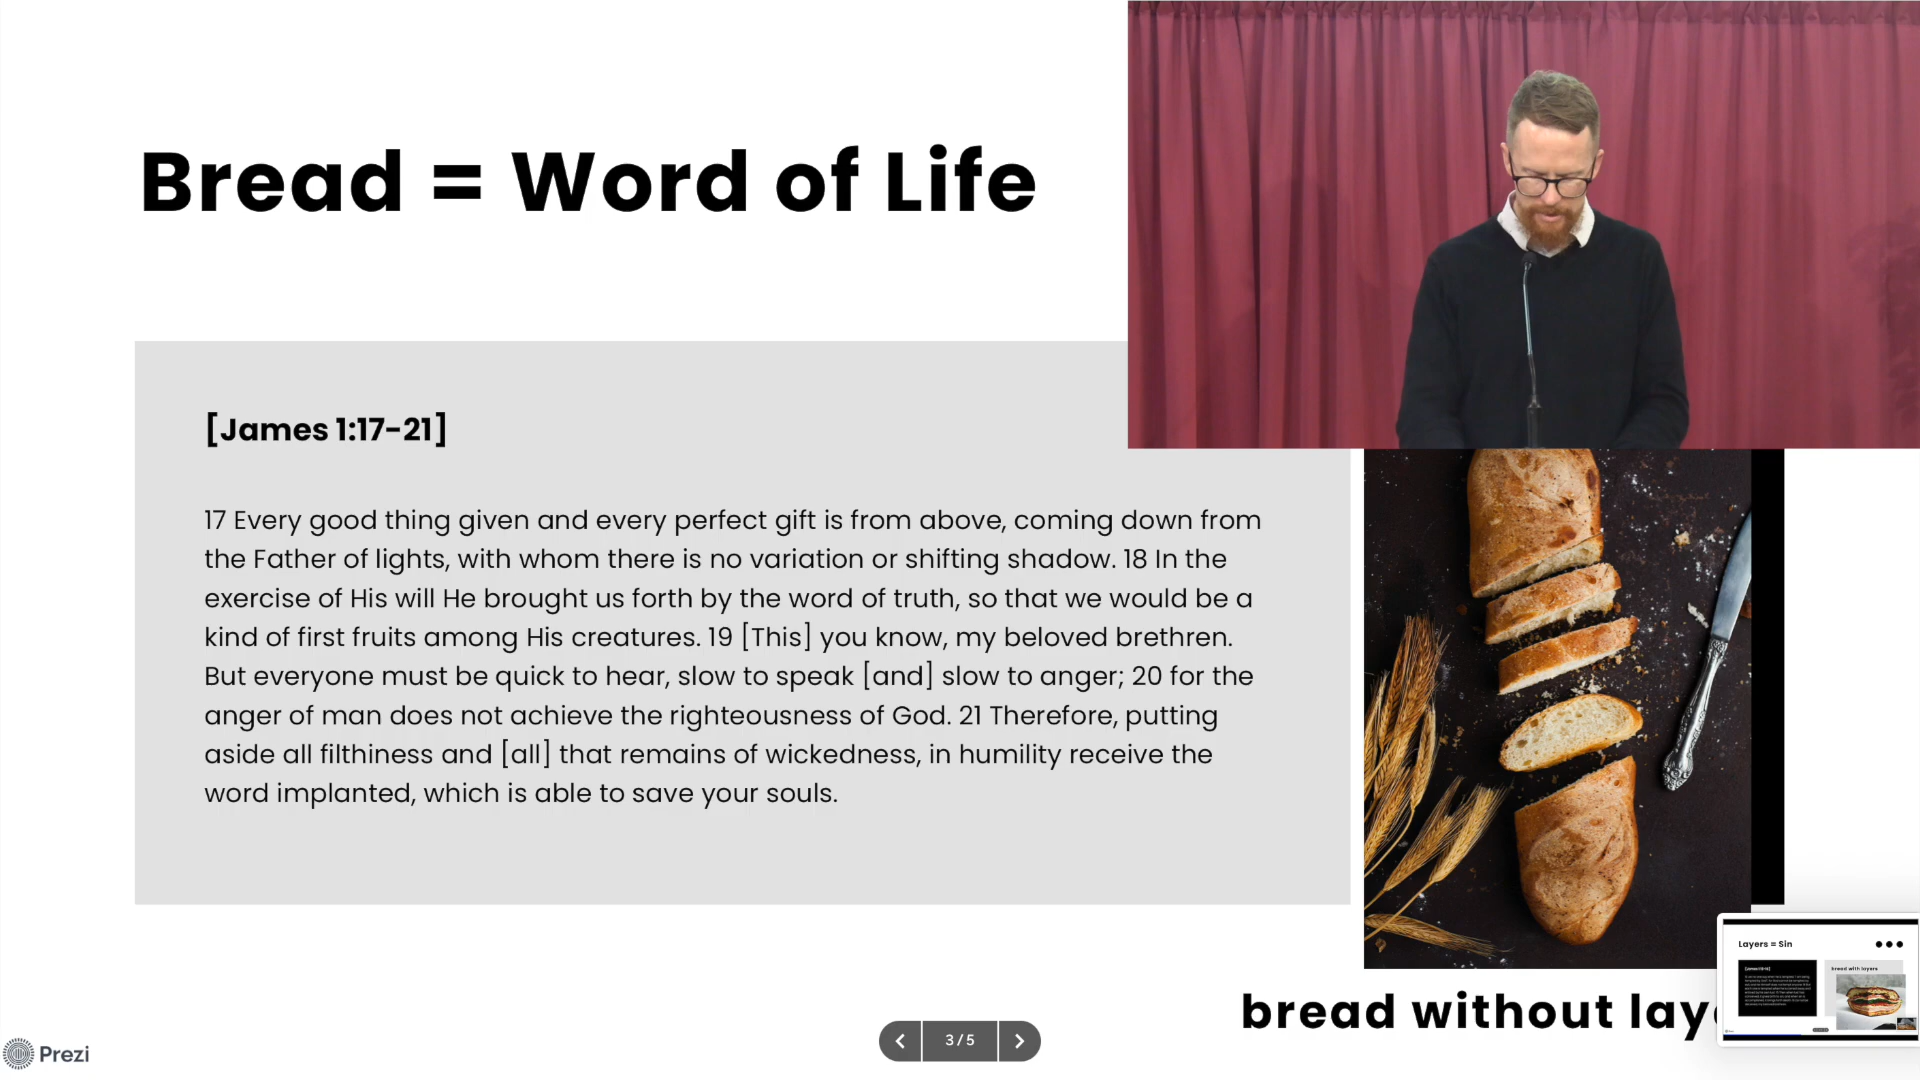 Bread = Word of Life
[James 1:17-21]
17 Every good thing given and every perfect gift is from above, coming down from
the Father of lights, with whom there is no variation or shifting shadow. 18 In the
exercise of His will He brought us forth by the word of truth, so that we would be a
kind of first fruits among His creatures. 19 [This] you know, my beloved brethren.
But everyone must be quick to hear, slow to speak [and] slow to anger; 20 for the
anger of man does not achieve the righteousness of God. 21 Therefore, putting
aside all filthiness and [all] that remains of wickedness, in humility receive the
word implanted, which is able to save your souls.
bread without
Layers = Sin
bread with layers
3/5
Prezi